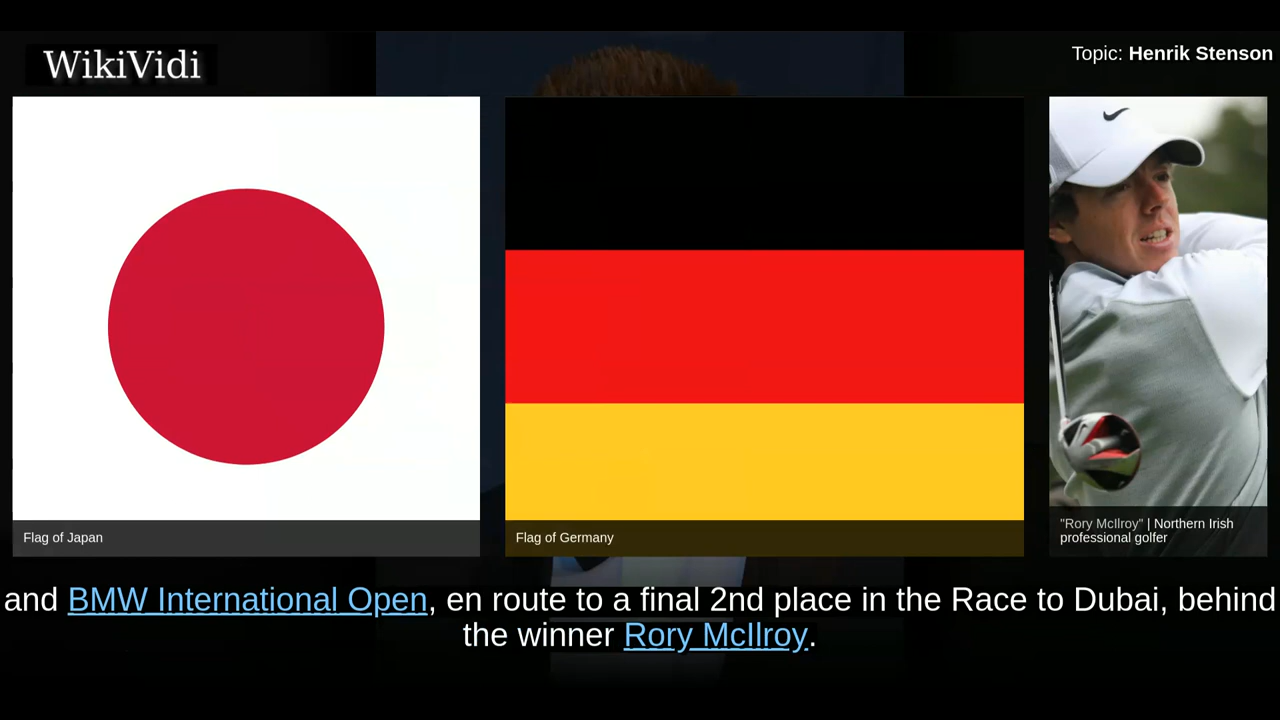 WikiVidi
Topic: Henrik Stenson
Flag of Japan
Flag of Germany
"Rory McIlroy" | Northern Irish
professional golfer
and BMW International Open, en route to a final 2nd place in the Race to Dubai, behind
the winner Rory McIlroy.